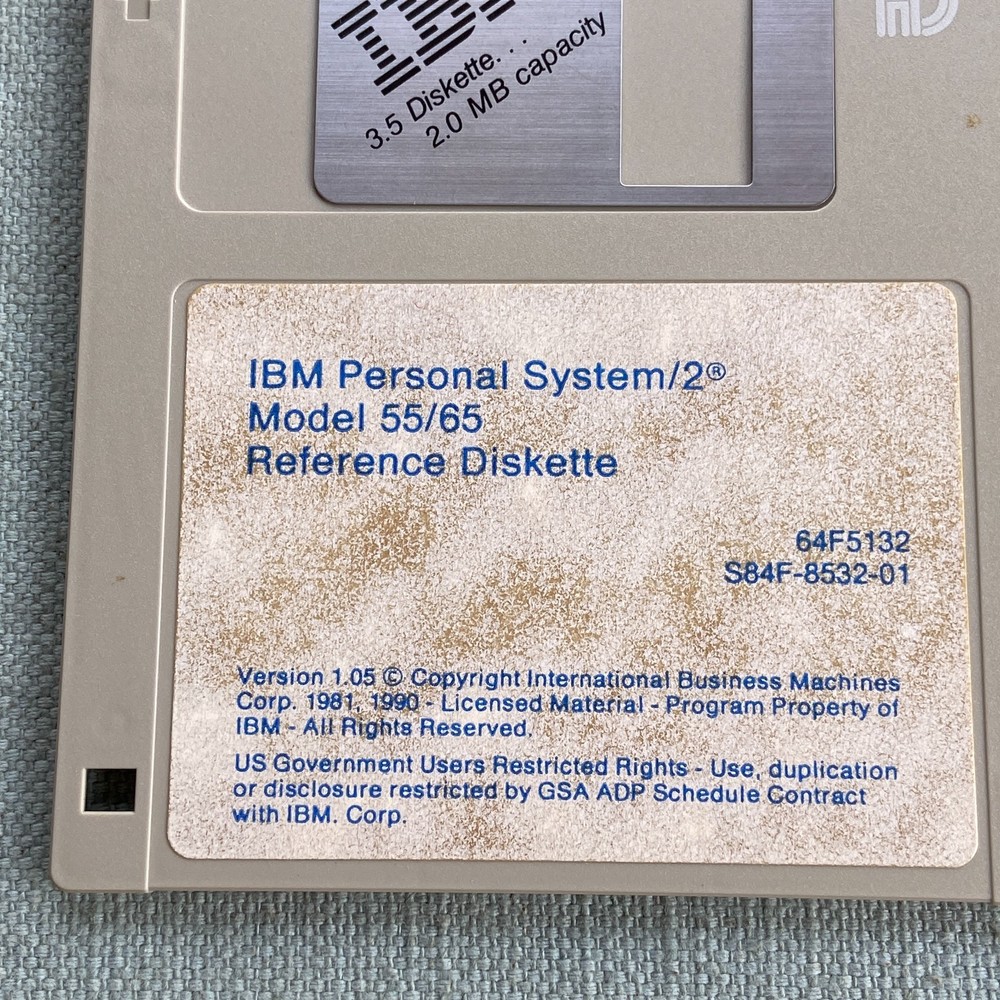 IBM
3.5 Diskette. . .
2.0 MB capacity
IBM Personal System/2®
Model 55/65
Reference Diskette
64F5132
S84F-8532-01
Version 1.05 © Copyright International Business Machines
Corp. 1981, 1990 - Licensed Material - Program Property of
IBM - All Rights Reserved.
US Government Users Restricted Rights - Use, duplication
or disclosure restricted by GSA ADP Schedule Contract
with IBM. Corp.